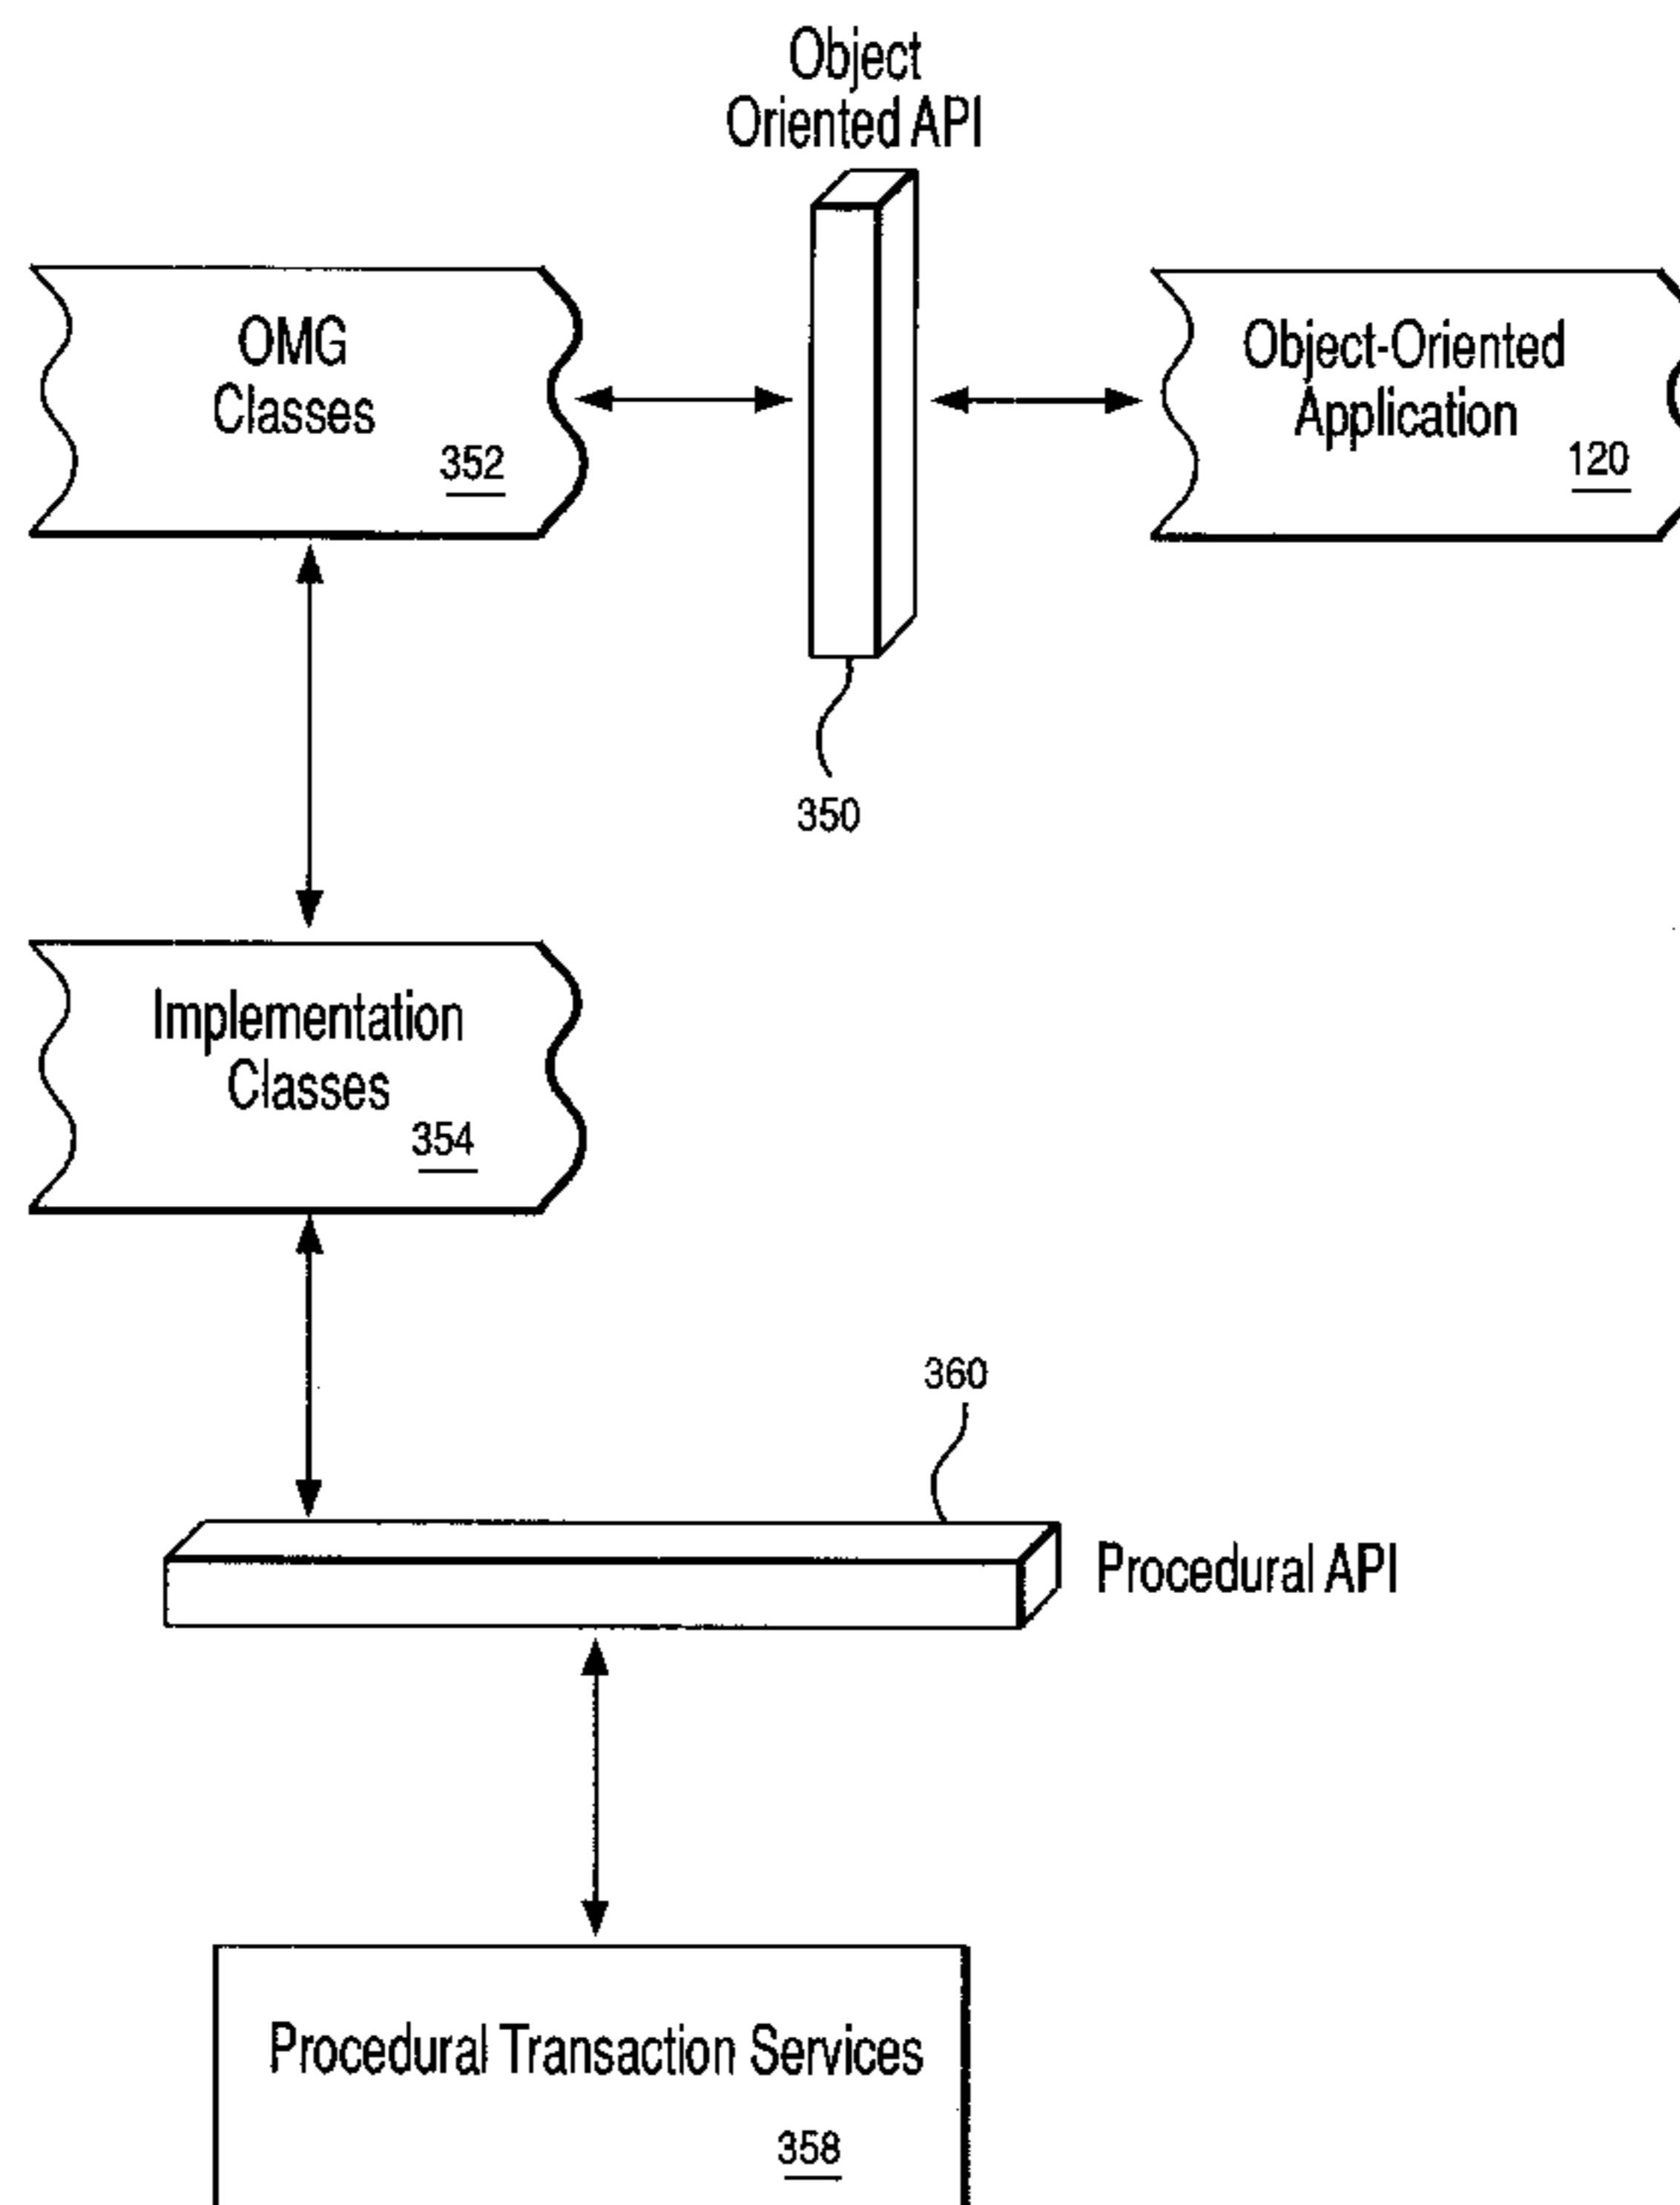 Object
Oriented API
OMG
Classes
352
Object-Oriented
Application
120
350
Implementation
Classes
354
360
Procedural API
Procedural Transaction Services
358